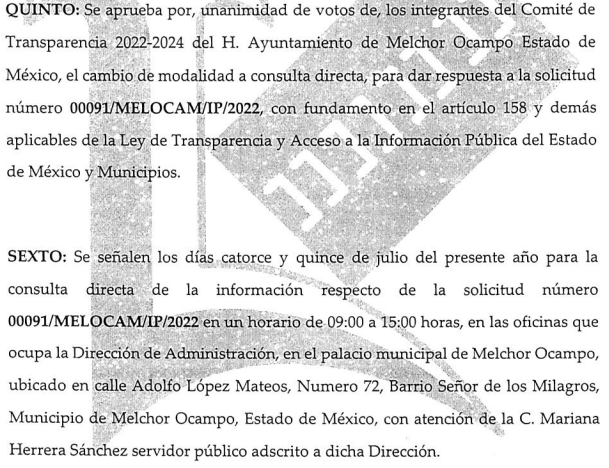 QUINTO: Se aprueba por, unanimidad de votos de, los integrantes del Comité de
Transparencia 2022-2024 del H. Ayuntamiento de Melchor Ocampo Estado de
México, el cambio de modalidad a consulta directa, para dar respuesta a la solicitud
número 00091/MELOCAM/IP/2022, con fundamento en el artículo 158 y demás
aplicables de la Ley de Transparencia y Acceso a la Información Pública del Estado
de México y Municipios.
SEXTO: Se señalen los días catorce y quince de julio del presente año para la
consulta directa de la información respecto de la solicitud número
00091/MELOCAM/IP/2022 en un horario de 09:00 a 15:00 horas, en las oficinas que
ocupa la Dirección de Administración, en el palacio municipal de Melchor Ocampo,
ubicado en calle Adolfo López Mateos, Numero 72, Barrio Señor de los Milagros,
Municipio de Melchor Ocampo, Estado de México, con atención de la C. Mariana
Herrera Sánchez servidor público adscrito a dicha Dirección.